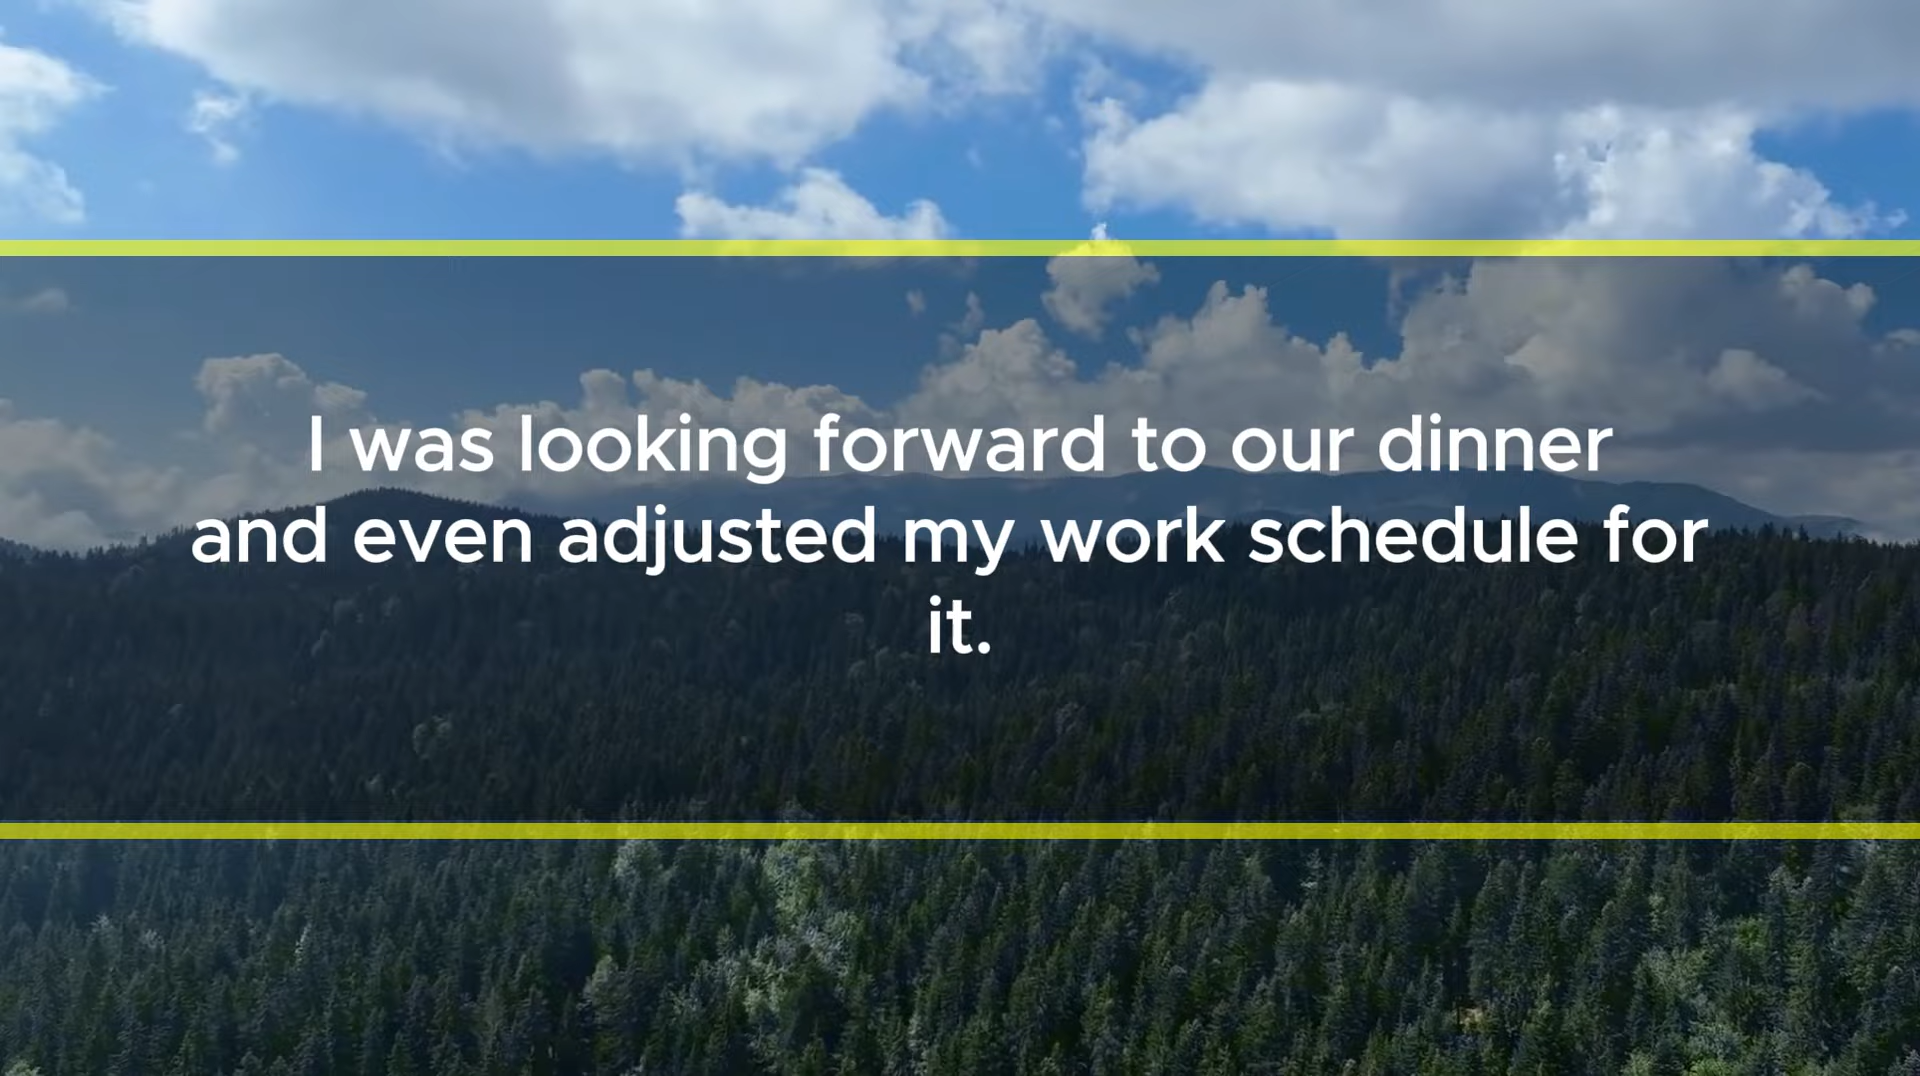 I was looking forward to our dinner
and even adjusted my work schedule for
it.